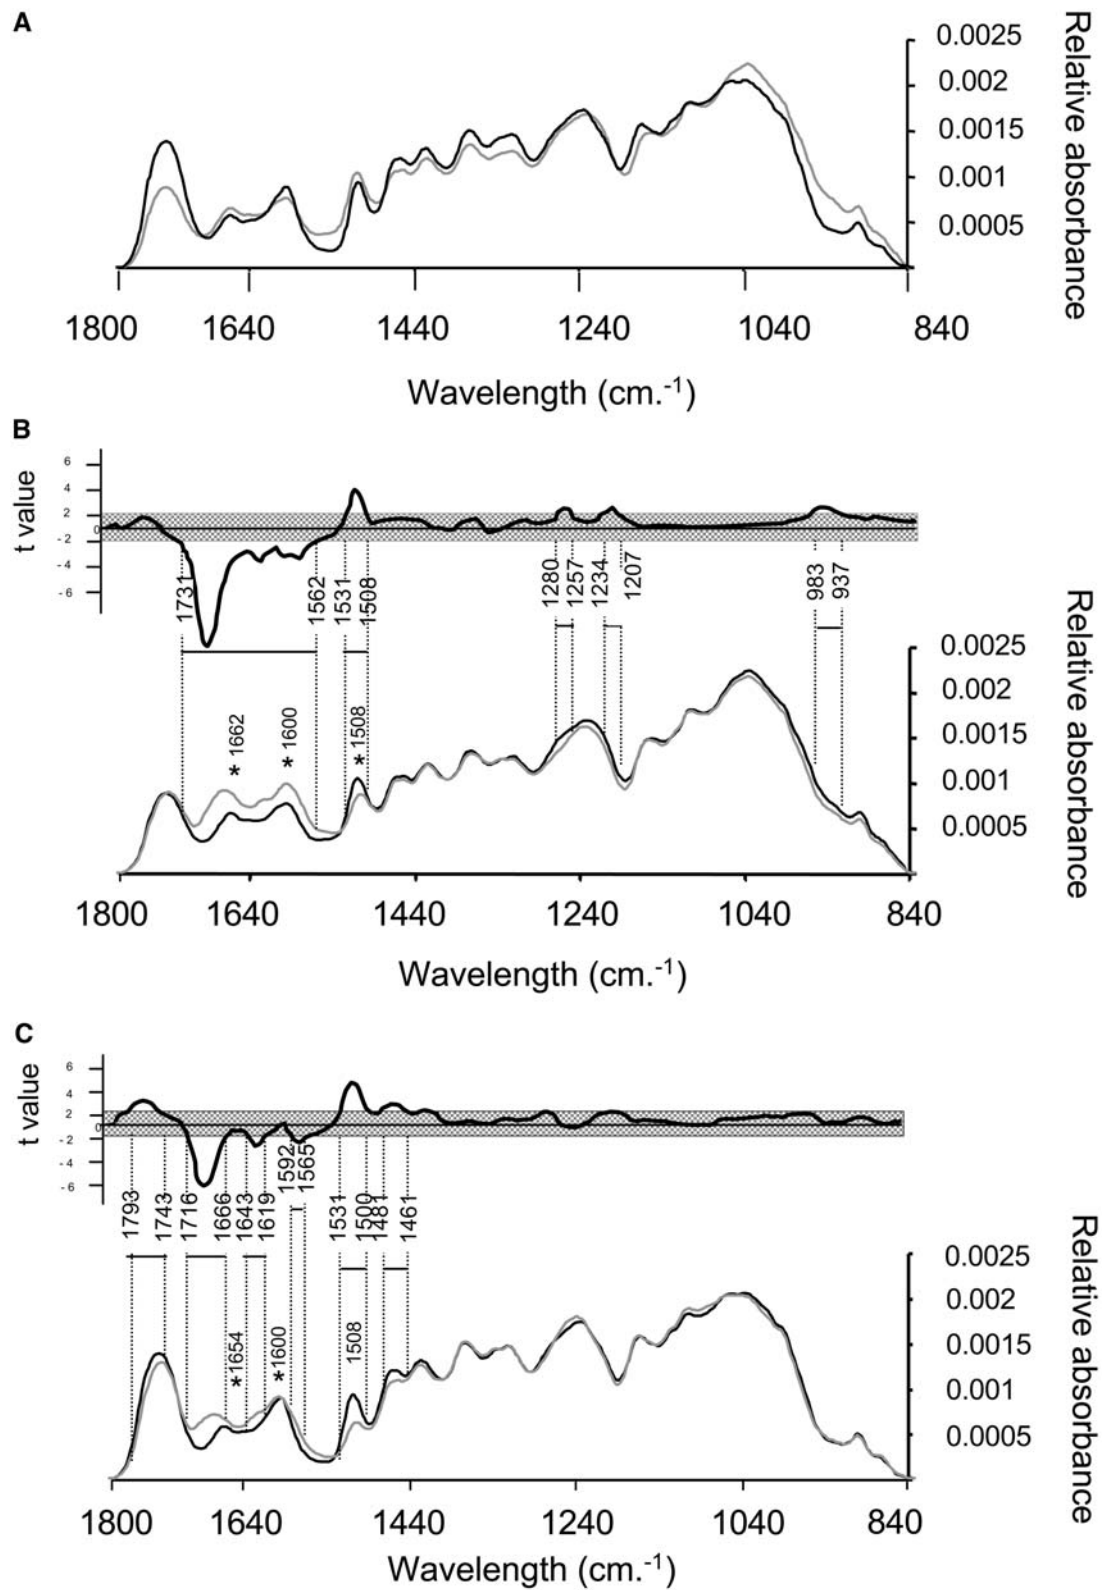 A
0.0025
0.002
0.0015
0.001
0.0005
Relative absorbance
1800 1640 1440 1240 1040 840
Wavelength (cm.-1)
B
t value
6
4
2
0
-2
-4
-6
1731 1562 1531 1508 1280 1257 1234 1207 983 937
* 1662 * 1600 * 1508
0.0025
0.002
0.0015
0.001
0.0005
Relative absorbance
1800 1640 1440 1240 1040 840
Wavelength (cm.-1)
C
t value
6
4
2
0
-2
-4
-6
1793 1743 1716 1666 1643 1619 1592 1565 1531 1500 1481 1461
*1654 *1600 1508
0.0025
0.002
0.0015
0.001
0.0005
Relative absorbance
1800 1640 1440 1240 1040 840
Wavelength (cm.-1)